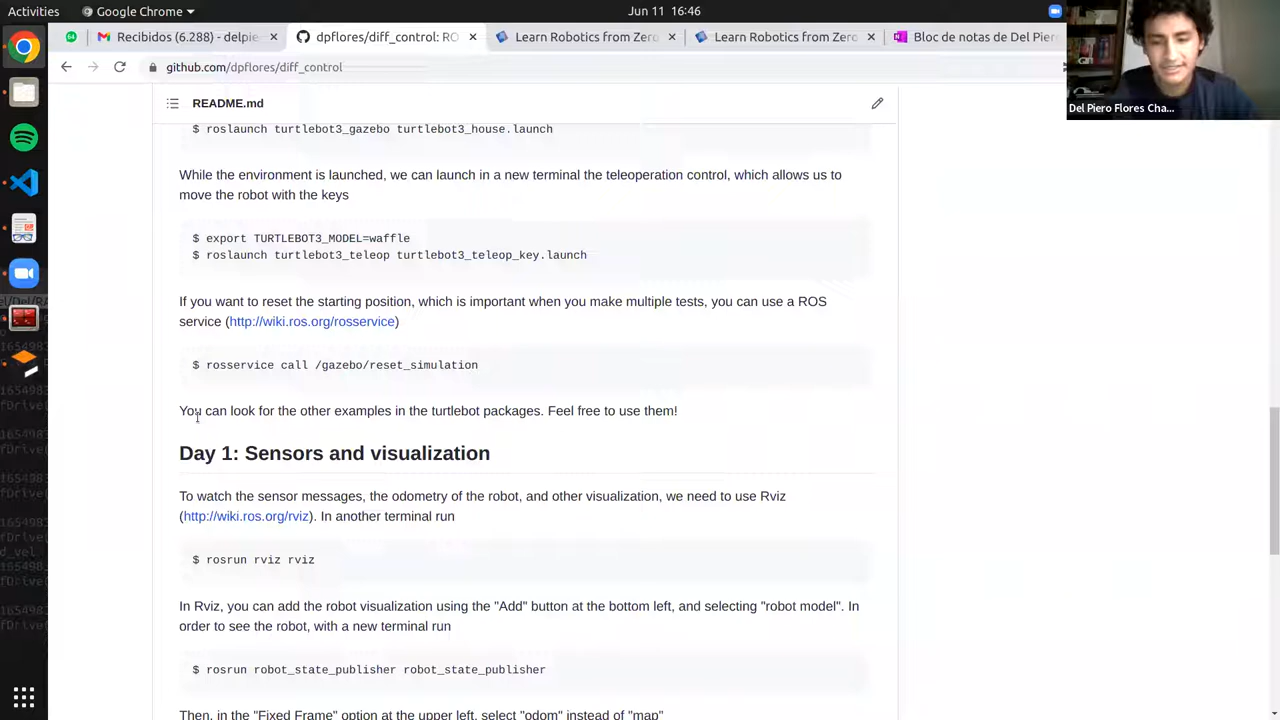 Activities
Google Chrome
Jun 11 16:46
Recibidos (6.288) - delpie
dpflores/diff_control: RO
Learn Robotics from Zero
Learn Robotics from Zero
Bloc de notas de Del Pier
github.com/dpflores/diff_control
Del Piero Flores Cha...
README.md
$ roslaunch turtlebot3_gazebo turtlebot3_house.launch
While the environment is launched, we can launch in a new terminal the teleoperation control, which allows us to
move the robot with the keys
$ export TURTLEBOT3_MODEL=waffle
$ roslaunch turtlebot3_teleop turtlebot3_teleop_key.launch
If you want to reset the starting position, which is important when you make multiple tests, you can use a ROS
service (http://wiki.ros.org/rosservice)
$ rosservice call /gazebo/reset_simulation
You can look for the other examples in the turtlebot packages. Feel free to use them!
Day 1: Sensors and visualization
To watch the sensor messages, the odometry of the robot, and other visualization, we need to use Rviz
(http://wiki.ros.org/rviz). In another terminal run
$ rosrun rviz rviz
In Rviz, you can add the robot visualization using the "Add" button at the bottom left, and selecting "robot model". In
order to see the robot, with a new terminal run
$ rosrun robot_state_publisher robot_state_publisher
Then, in the "Fixed Frame" option at the upper left, select "odom" instead of "map"